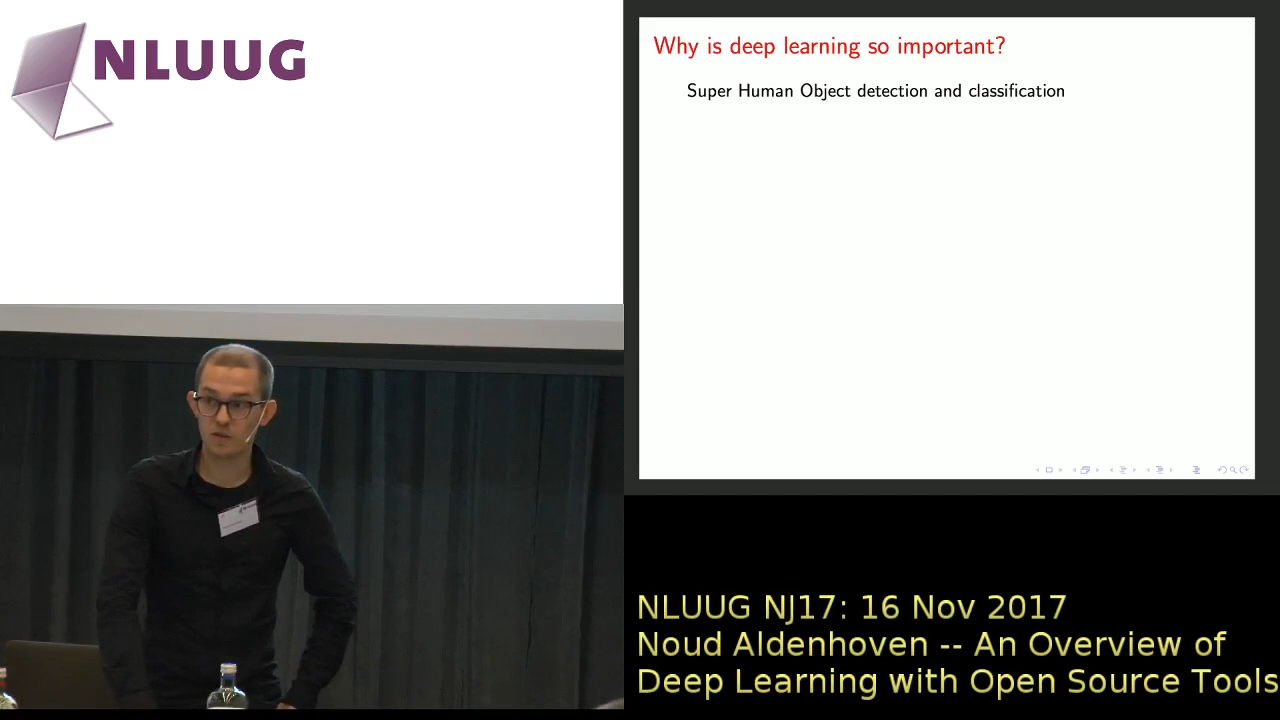 NLUUG
Why is deep learning so important?
Super Human Object detection and classification
NLUUG NJ17: 16 Nov 2017
Noud Aldenhoven -- An Overview of
Deep Learning with Open Source Tools